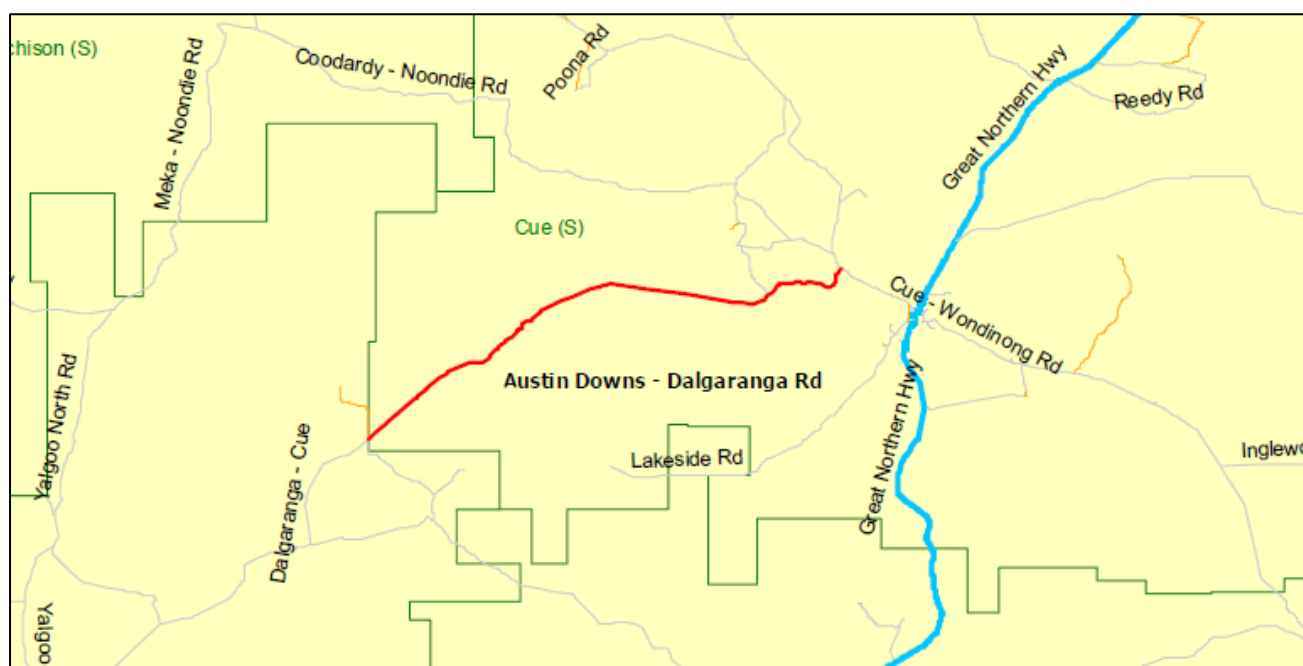 chison (S)
Meka - Noondie Rd
Coodardy - Noondie Rd
Poona Rd
Great Northern Hwy
Reedy Rd
Cue (S)
Cue - Wondinong Rd
Austin Downs - Dalgaranga Rd
Yalgoo North Rd
Dalgaranga - Cue
Lakeside Rd
Great Northern Hwy
Inglewo
Yalgoo